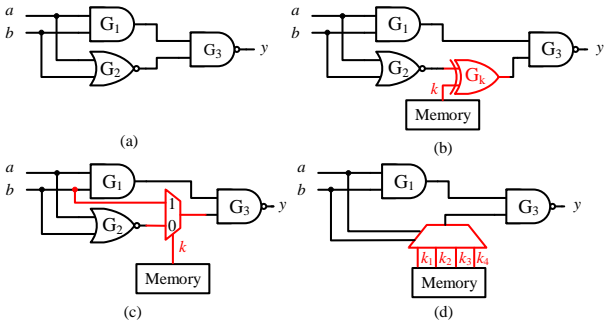 a
b
G1
G2
G3
y
(a)
a
b
G1
G2
Gk
k
G3
y
Memory
(b)
a
b
G1
G2
1
0
k
G3
y
Memory
(c)
a
b
G1
G3
y
k1 k2 k3 k4
Memory
(d)